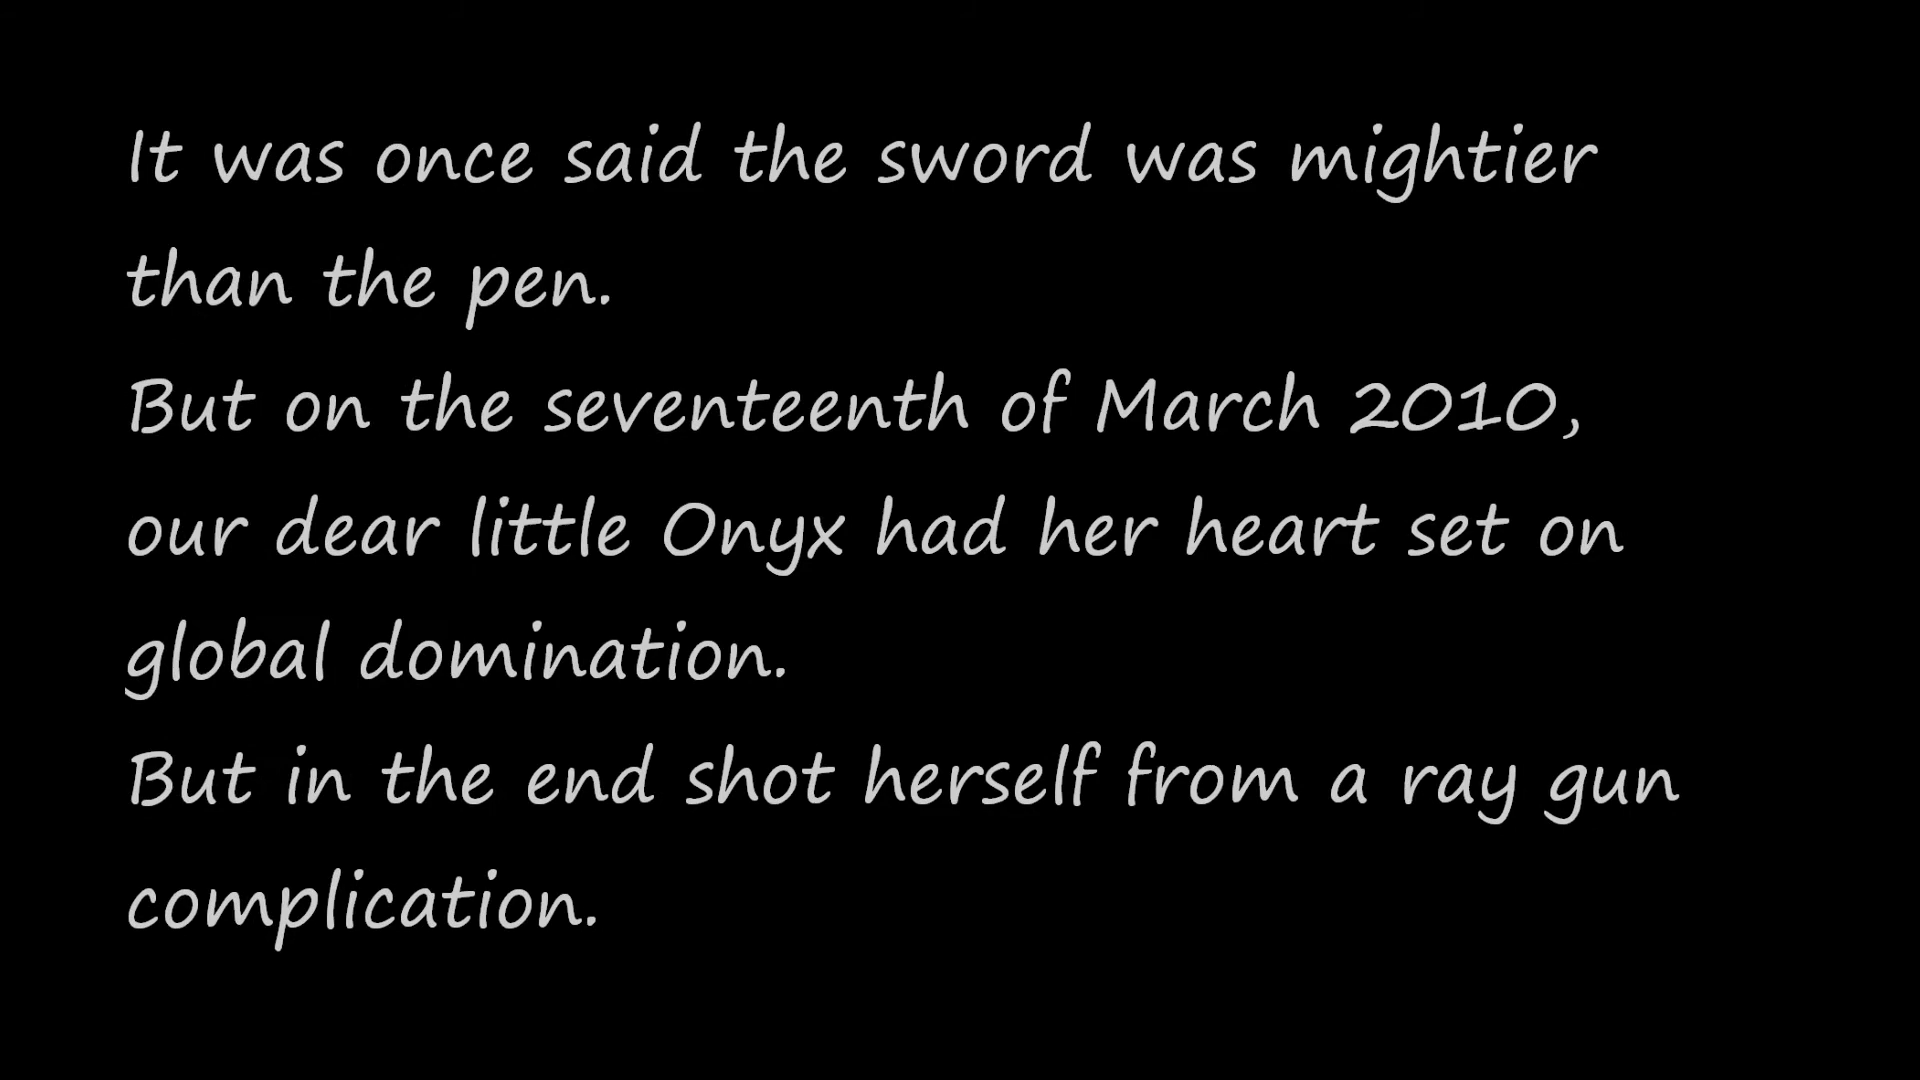 It was once said the sword was mightier
than the pen.
But on the seventeenth of March 2010,
our dear little Onyx had her heart set on
global domination.
But in the end shot herself from a ray gun
complication.